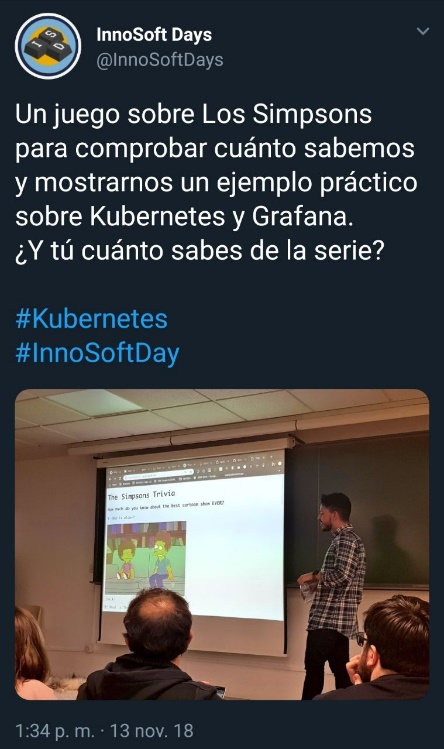 InnoSoft Days
@InnoSoftDays
Un juego sobre Los Simpsons
para comprobar cuánto sabemos
y mostrarnos un ejemplo práctico
sobre Kubernetes y Grafana.
¿Y tú cuánto sabes de la serie?
#Kubernetes
#InnoSoftDay
The Simpsons Trivia
How much do you know about the best cartoon show EVER?
1:34 p. m. · 13 nov. 18